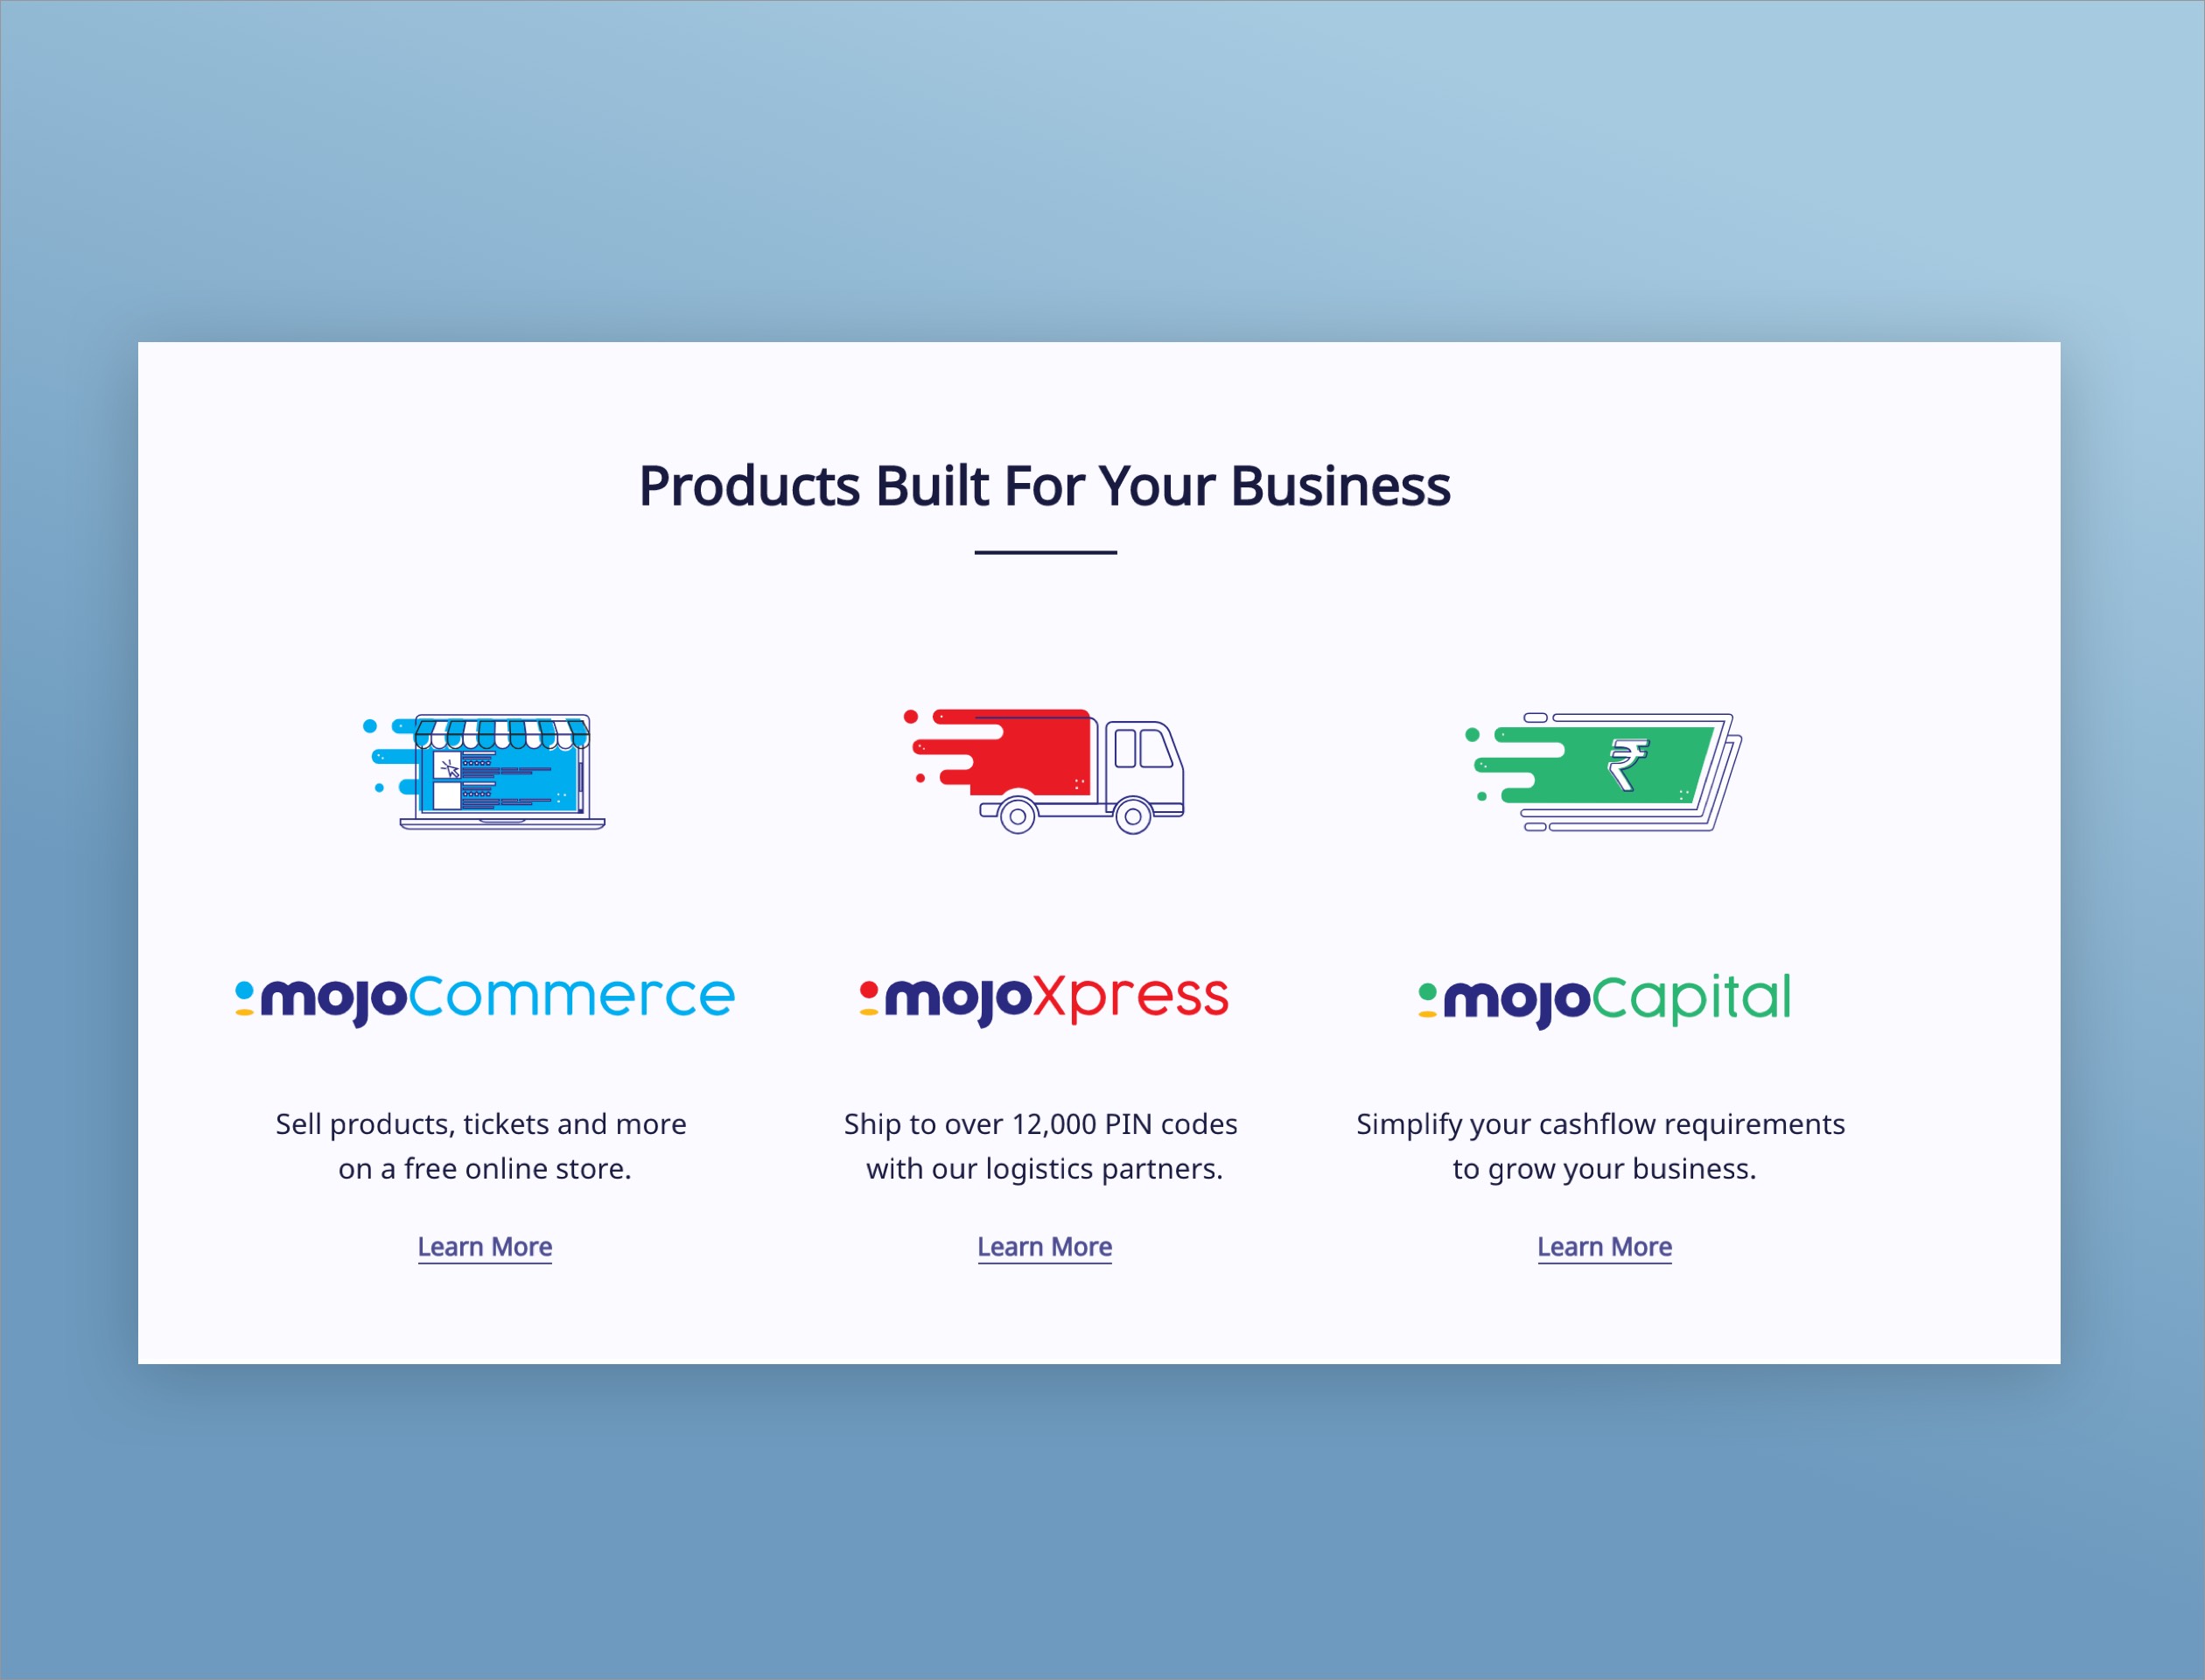 Products Built For Your Business
₹
mojoCommerce
mojoXpress
mojoCapital
Sell products, tickets and more
on a free online store.
Ship to over 12,000 PIN codes
with our logistics partners.
Simplify your cashflow requirements
to grow your business.
Learn More
Learn More
Learn More